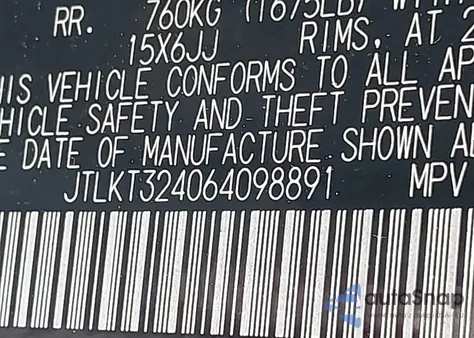 RR. 760KG (1675LB) WITH
15X6JJ RIMS, AT 2
HIS VEHICLE CONFORMS TO ALL AP
HICLE SAFETY AND THEFT PREVEN
E DATE OF MANUFACTURE SHOWN A
JTLKT324064098891 MPV
autoSnap